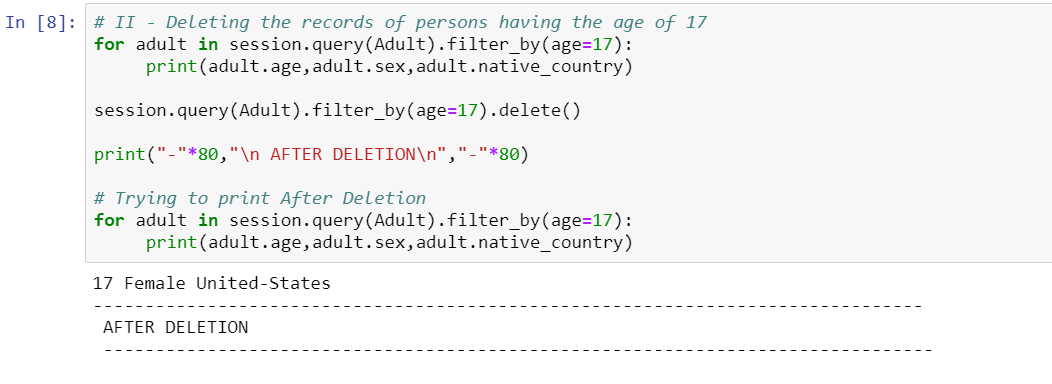 In [8]: # II - Deleting the records of persons having the age of 17
for adult in session.query(Adult).filter_by(age=17):
     print(adult.age,adult.sex,adult.native_country)

session.query(Adult).filter_by(age=17).delete()

print("-"*80,"\n AFTER DELETION\n","-"*80)

# Trying to print After Deletion
for adult in session.query(Adult).filter_by(age=17):
     print(adult.age,adult.sex,adult.native_country)
17 Female United-States
--------------------------------------------------------------------------------
 AFTER DELETION
 --------------------------------------------------------------------------------